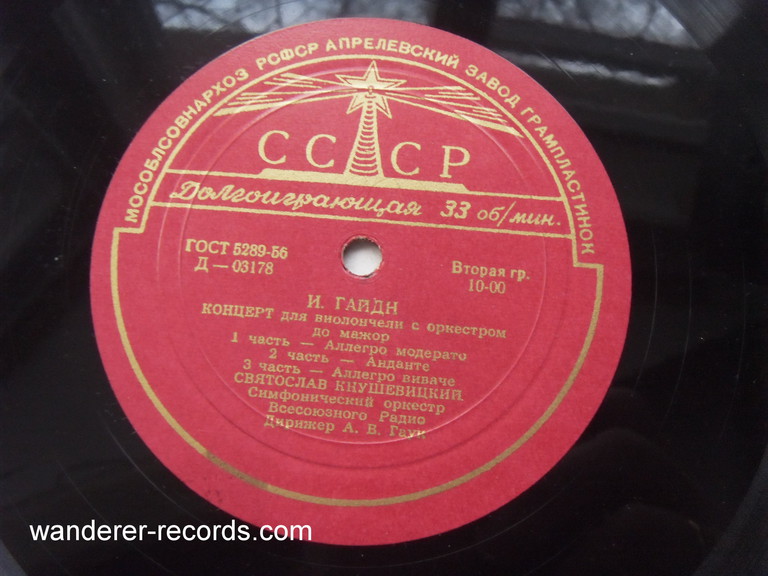 МОСОБЛСОВНАРХОЗ РСФСР АПРЕЛЕВСКИЙ ЗАВОД ГРАМПЛАСТИНОК
СССР
Долгоиграющая 33 об/мин.
ГОСТ 5289-56
Д — 03178
Вторая гр.
10-00
И. ГАЙДН
КОНЦЕРТ для виолончели с оркестром
до мажор
1 часть — Аллегро модерато
2 часть — Анданте
3 часть — Аллегро виваче
СВЯТОСЛАВ КНУШЕВИЦКИЙ
Симфонический оркестр
Всесоюзного Радио
Дирижер А. В. Гаук
wanderer-records.com